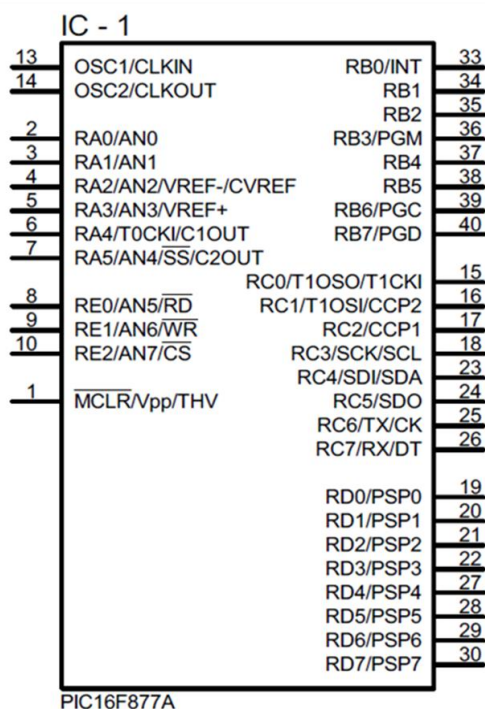 IC - 1
13 OSC1/CLKIN RB0/INT 33
14 OSC2/CLKOUT RB1 34
RB2 35
2 RA0/AN0 RB3/PGM 36
3 RA1/AN1 RB4 37
4 RA2/AN2/VREF-/CVREF RB5 38
5 RA3/AN3/VREF+ RB6/PGC 39
6 RA4/T0CKI/C1OUT RB7/PGD 40
7 RA5/AN4/SS/C2OUT
RC0/T1OSO/T1CKI 15
8 RE0/AN5/RD RC1/T1OSI/CCP2 16
9 RE1/AN6/WR RC2/CCP1 17
10 RE2/AN7/CS RC3/SCK/SCL 18
RC4/SDI/SDA 23
1 MCLR/Vpp/THV RC5/SDO 24
RC6/TX/CK 25
RC7/RX/DT 26
RD0/PSP0 19
RD1/PSP1 20
RD2/PSP2 21
RD3/PSP3 22
RD4/PSP4 27
RD5/PSP5 28
RD6/PSP6 29
RD7/PSP7 30
PIC16F877A